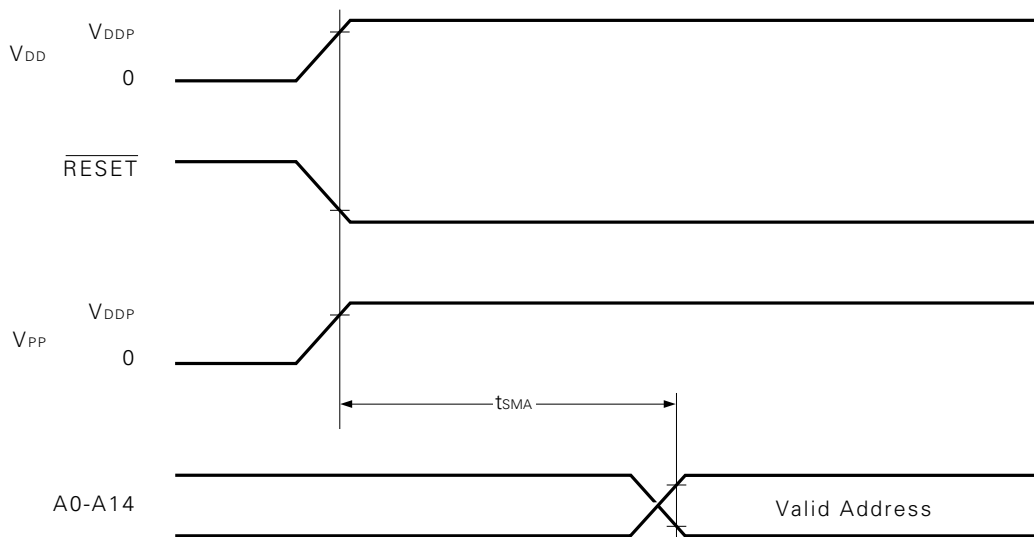 VDDP
VDD
0
RESET
VDDP
VPP
0
tSMA
A0-A14
Valid Address